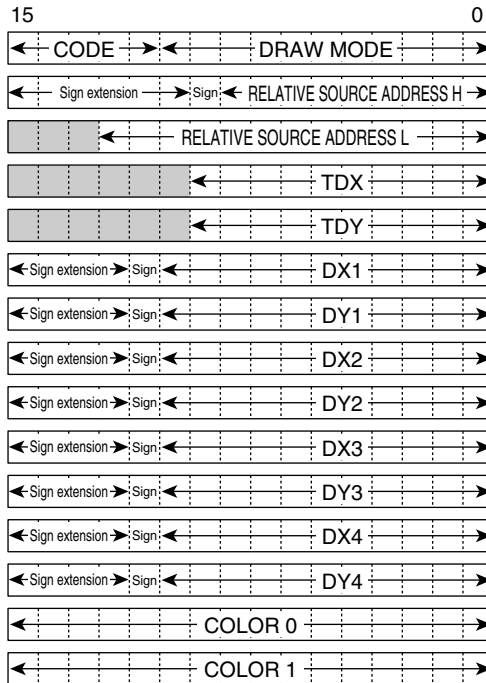 15 0
CODE DRAW MODE
Sign extension Sign RELATIVE SOURCE ADDRESS H
RELATIVE SOURCE ADDRESS L
TDX
TDY
Sign extension Sign DX1
Sign extension Sign DY1
Sign extension Sign DX2
Sign extension Sign DY2
Sign extension Sign DX3
Sign extension Sign DY3
Sign extension Sign DX4
Sign extension Sign DY4
COLOR 0
COLOR 1